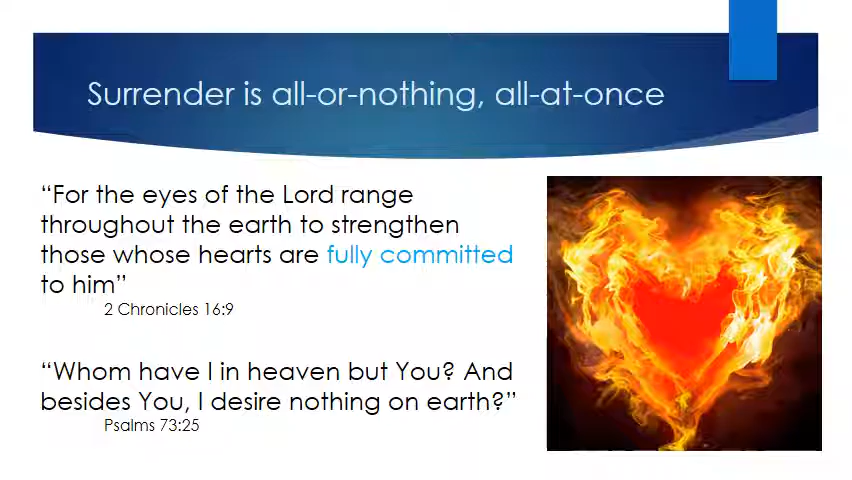 Surrender is all-or-nothing, all-at-once
“For the eyes of the Lord range
throughout the earth to strengthen
those whose hearts are fully committed
to him”
2 Chronicles 16:9
“Whom have I in heaven but You? And
besides You, I desire nothing on earth?”
Psalms 73:25